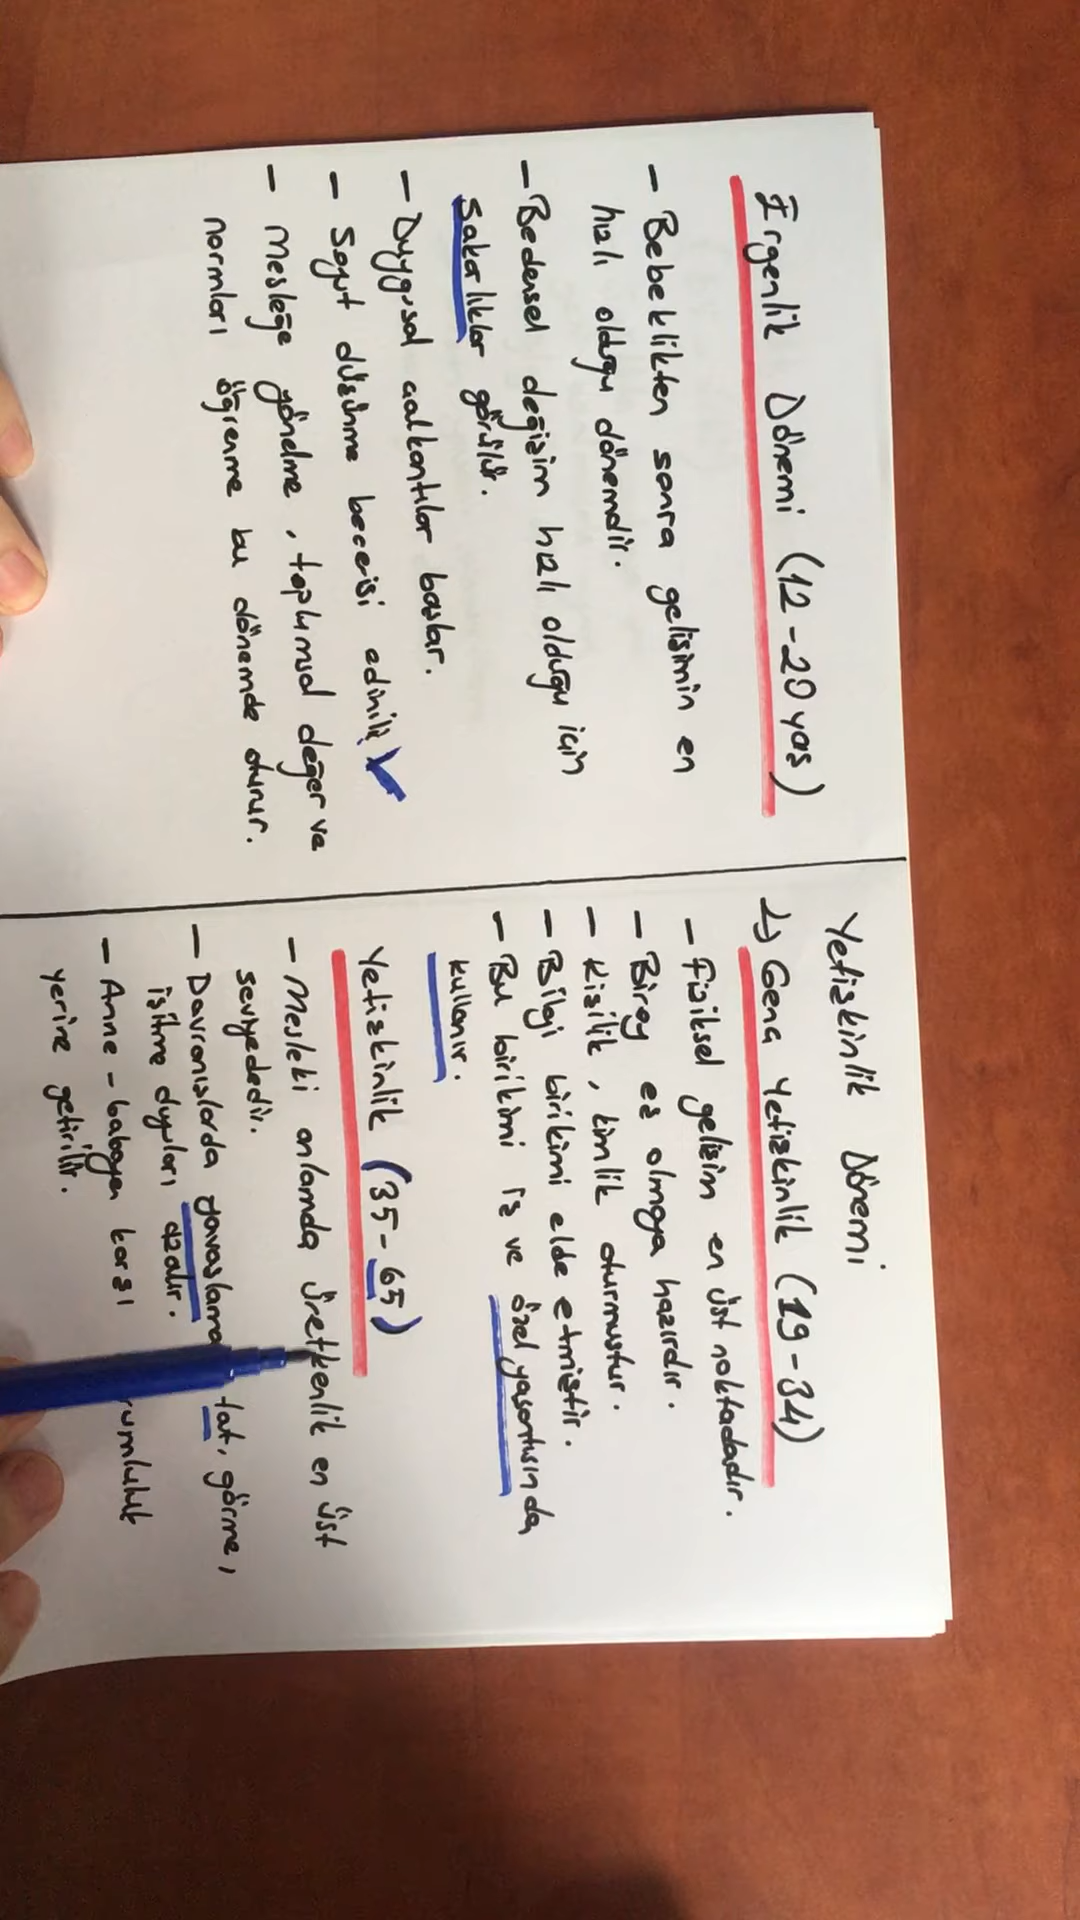 Ergenlik Dönemi (12-20 yaş)
- Bebeklikten sonra gelişimin en
hızlı olduğu dönemdir.
- Bedensel değişim hızlı olduğu için
Sakarlıklar görülür.
- Duygusal çalkantılar başlar.
- Soyut düşünme becerisi edinilir
- Mesleğe yönelme, toplumsal değer ve
normları öğrenme bu dönemde olur.
Yetişkinlik Dönemi
1) Genç Yetişkinlik (19-34)
- Fiziksel gelişim en üst noktadadır.
- Birey eş olmaya hazırdır.
- Kişilik, kimlik oturmuştur.
- Bilgi birikimi elde etmiştir.
- Bu birikimi iş ve özel yaşantısında
kullanır.
Yetişkinlik (35-65)
- Mesleki anlamda üretkenlik en üst
seviyededir.
- Davranışlarda yavaşlama tat, görme,
işitme duyuları azalır.
- Anne-babaya karşı
yerine getirilir.